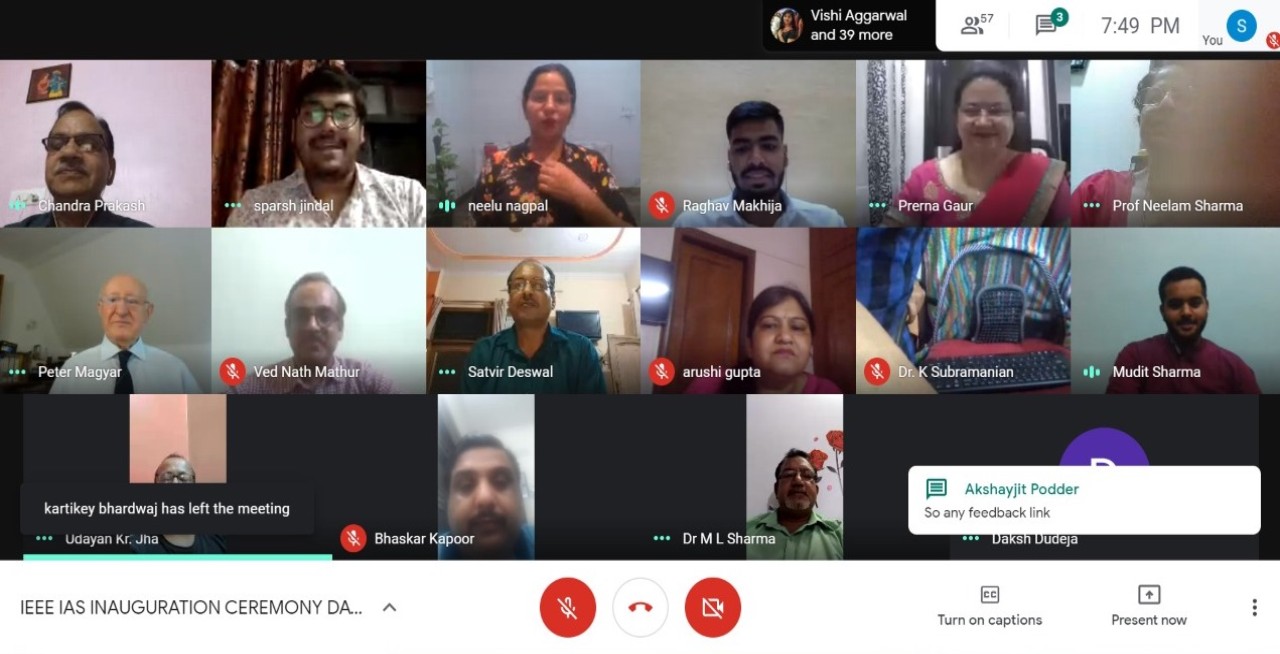 Vishi Aggarwal
and 39 more
57
3
7:49 PM
You
S
Chandra Prakash
sparsh jindal
neelu nagpal
Raghav Makhija
Prerna Gaur
Prof Neelam Sharma
Peter Magyar
Ved Nath Mathur
Satvir Deswal
arushi gupta
Dr. K Subramanian
Mudit Sharma
D
Akshayjit Podder
So any feedback link
kartikey bhardwaj has left the meeting
Udayan Kr. Jha
Bhaskar Kapoor
Dr M L Sharma
Daksh Dudeja
IEEE IAS INAUGURATION CEREMONY DA...
CC
Turn on captions
Present now